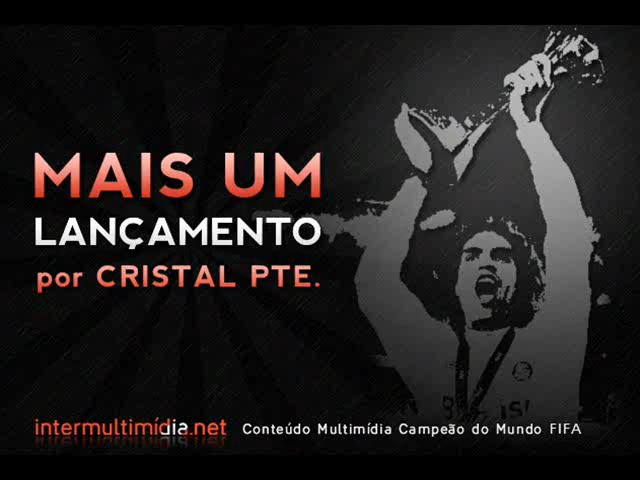 MAIS UM
LANÇAMENTO
por CRISTAL PTE.
intermultimídia.net
Conteúdo Multimídia Campeão do Mundo FIFA